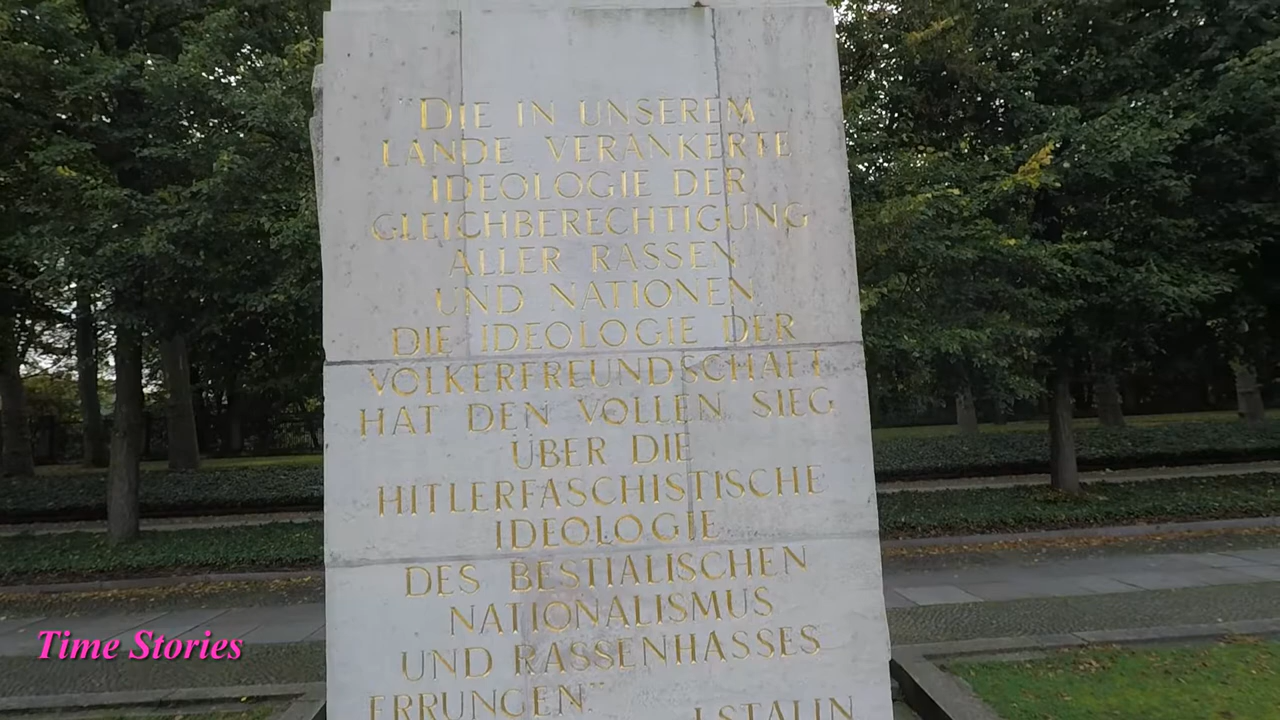 "DIE IN UNSEREM
LANDE VERANKERTE
IDEOLOGIE DER
GLEICHBERECHTIGUNG
ALLER RASSEN
UND NATIONEN
DIE IDEOLOGIE DER
VÖLKERFREUNDSCHAFT
HAT DEN VOLLEN SIEG
ÜBER DIE
HITLERFASCHISTISCHE
IDEOLOGIE
DES BESTIALISCHEN
NATIONALISMUS
UND RASSENHASSES
ERRUNGEN"
J.STALIN
Time Stories